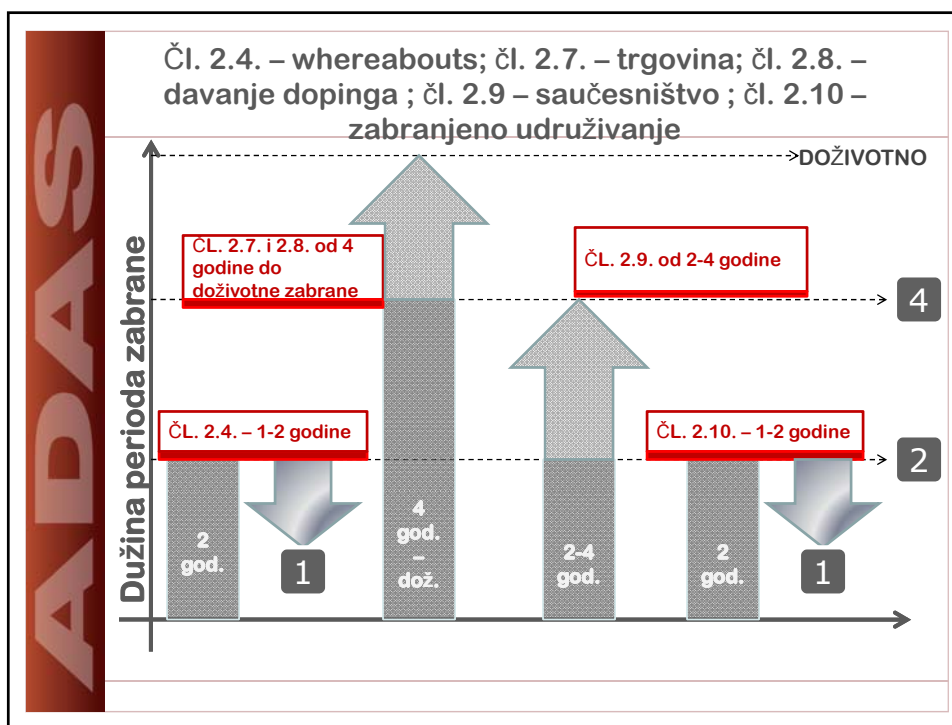 ADAS
Čl. 2.4. – whereabouts; čl. 2.7. – trgovina; čl. 2.8. –
davanje dopinga ; čl. 2.9 – saučesništvo ; čl. 2.10 –
zabranjeno udruživanje
DOŽIVOTNO
Dužina perioda zabrane
ČL. 2.7. i 2.8. od 4
godine do
doživotne zabrane
ČL. 2.9. od 2-4 godine
4
ČL. 2.4. – 1-2 godine
ČL. 2.10. – 1-2 godine
2
2
god.
1
4
god.
–
dož.
2-4
god.
2
god.
1